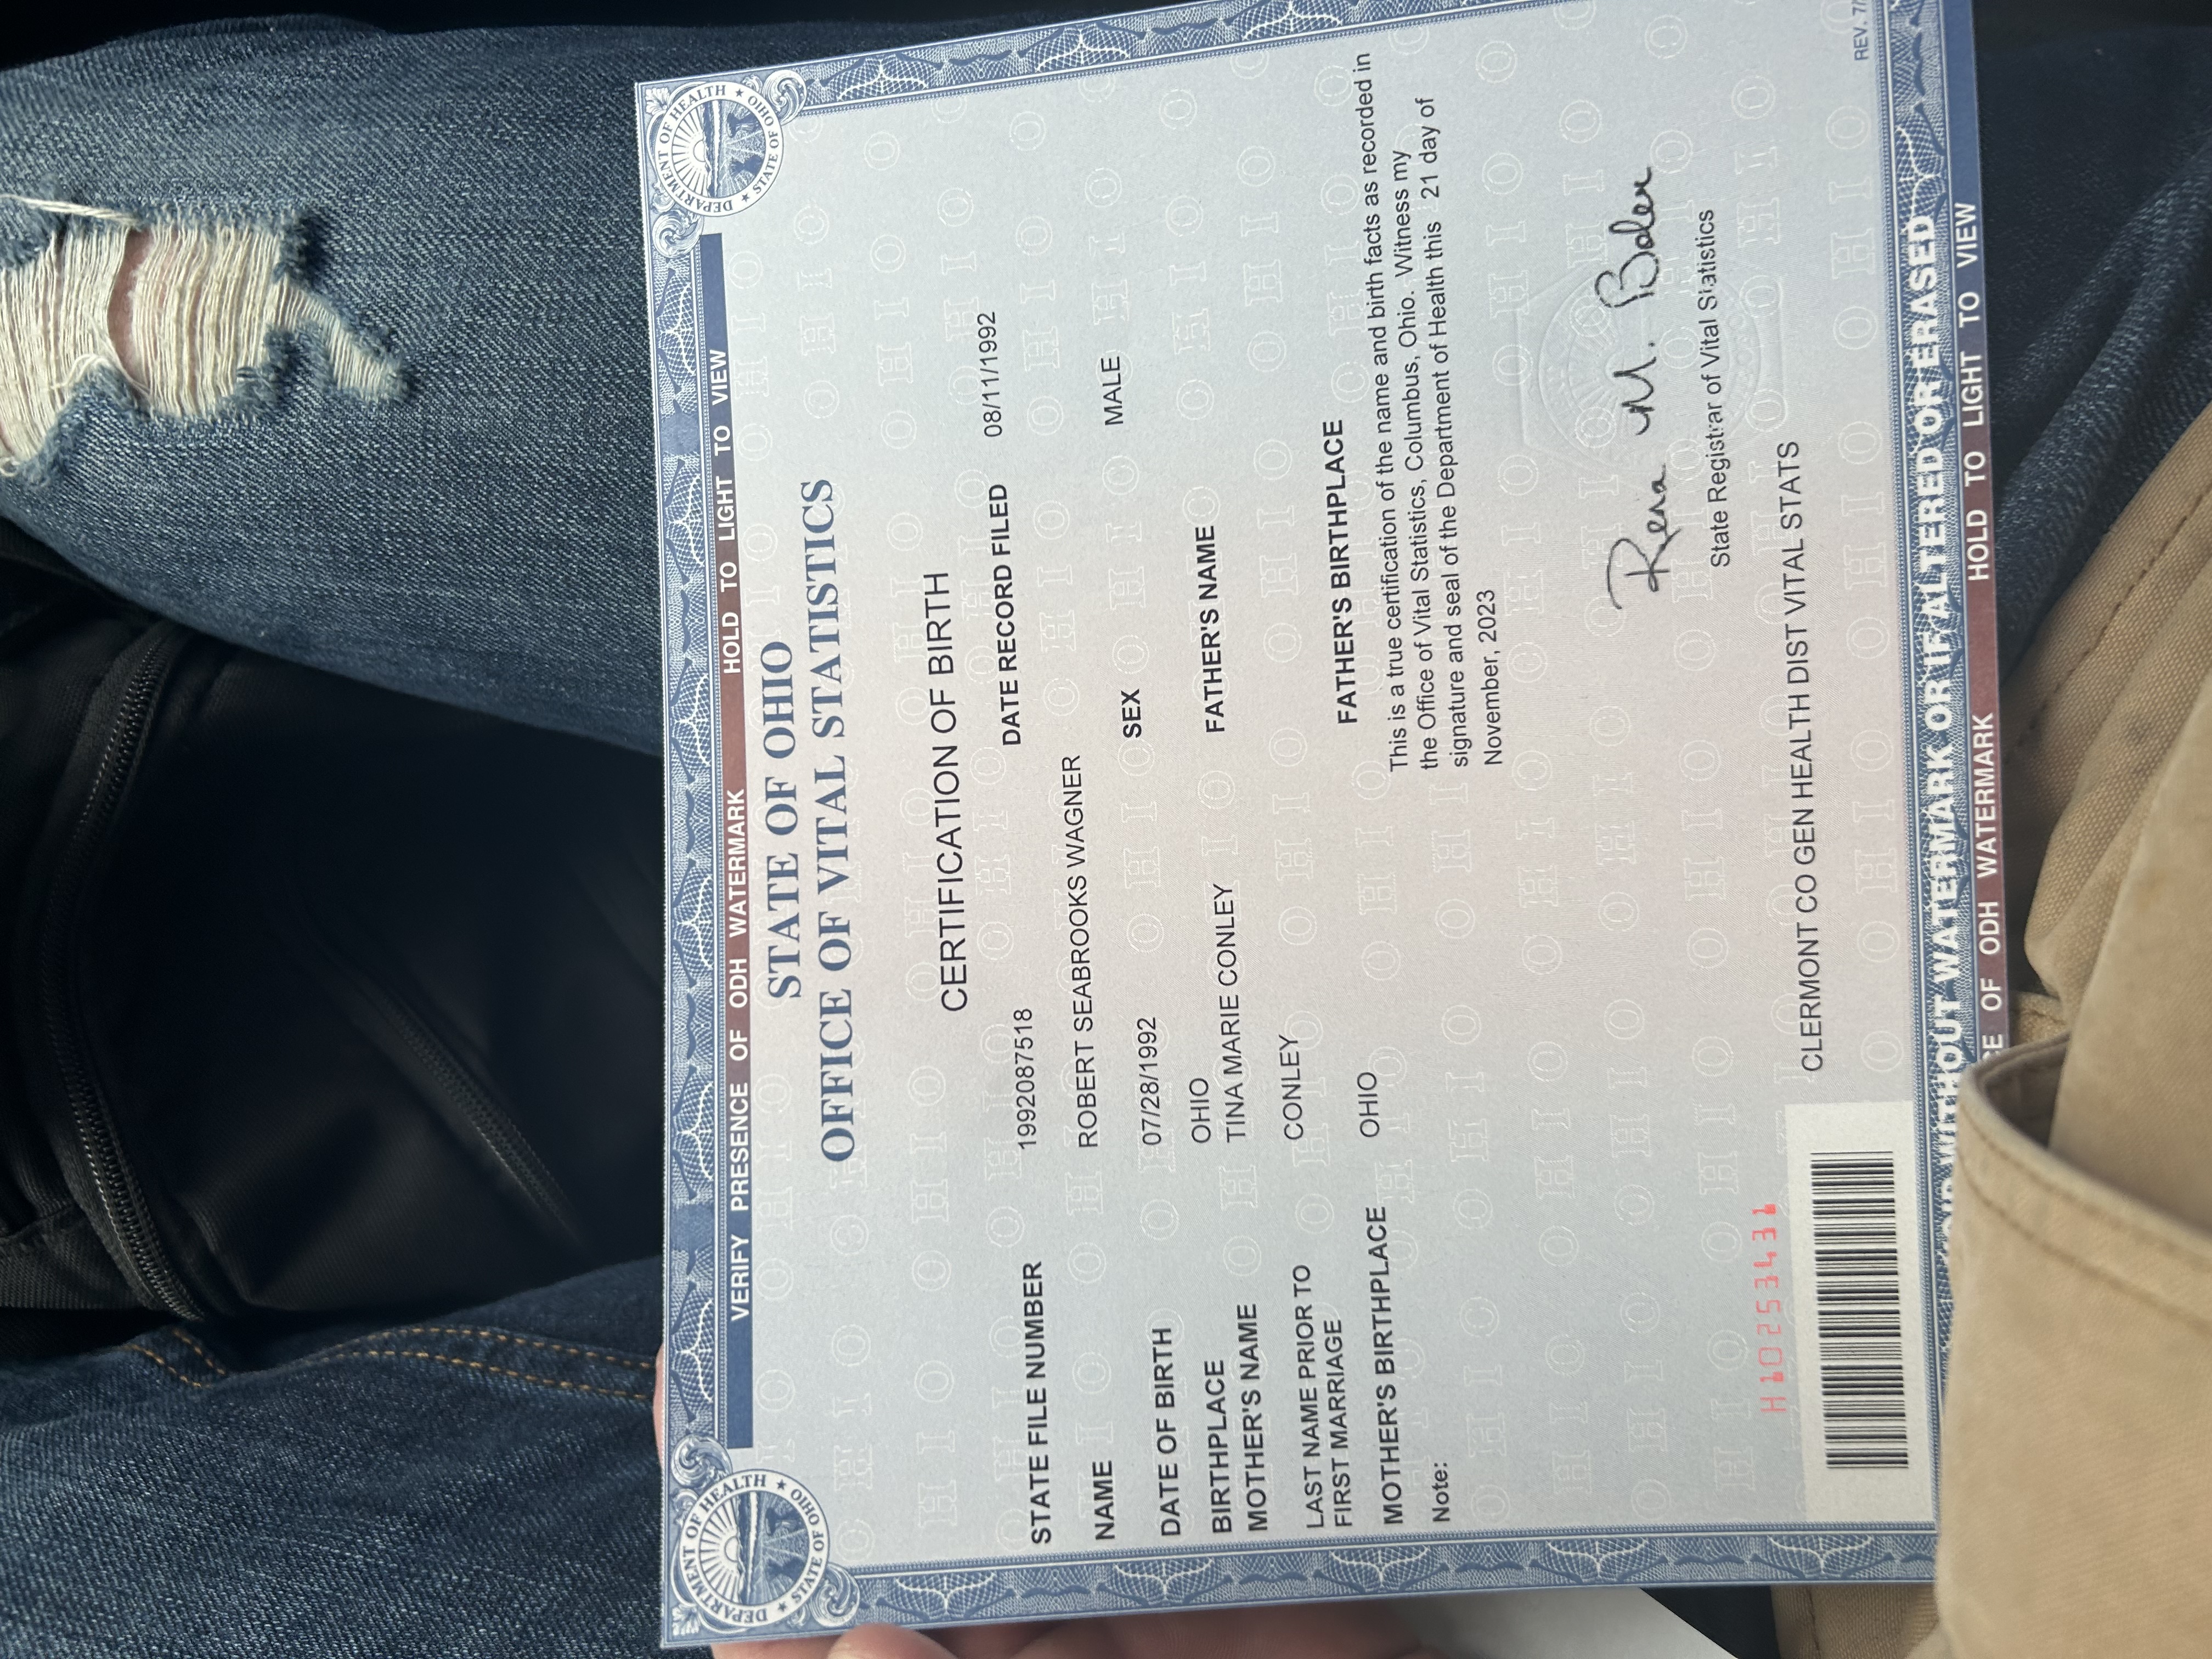 DEPARTMENT OF HEALTH ★ STATE OF OHIO ★
DEPARTMENT OF HEALTH ★ STATE OF OHIO ★
VERIFY PRESENCE OF ODH WATERMARK HOLD TO LIGHT TO VIEW
STATE OF OHIO
OFFICE OF VITAL STATISTICS
CERTIFICATION OF BIRTH
STATE FILE NUMBER 1992087518 DATE RECORD FILED 08/11/1992
NAME ROBERT SEABROOKS WAGNER
DATE OF BIRTH 07/28/1992 SEX MALE
BIRTHPLACE OHIO
MOTHER'S NAME TINA MARIE CONLEY FATHER'S NAME
LAST NAME PRIOR TO
FIRST MARRIAGE CONLEY
MOTHER'S BIRTHPLACE OHIO FATHER'S BIRTHPLACE
Note:
This is a true certification of the name and birth facts as recorded in
the Office of Vital Statistics, Columbus, Ohio. Witness my
signature and seal of the Department of Health this 21 day of
November, 2023
Rena M. Boler
State Registrar of Vital Statistics
H10253431
CLERMONT CO GEN HEALTH DIST VITAL STATS
REV. 7/
WITHOUT WATERMARK OR IF ALTERED OR ERASED
OF ODH WATERMARK HOLD TO LIGHT TO VIEW